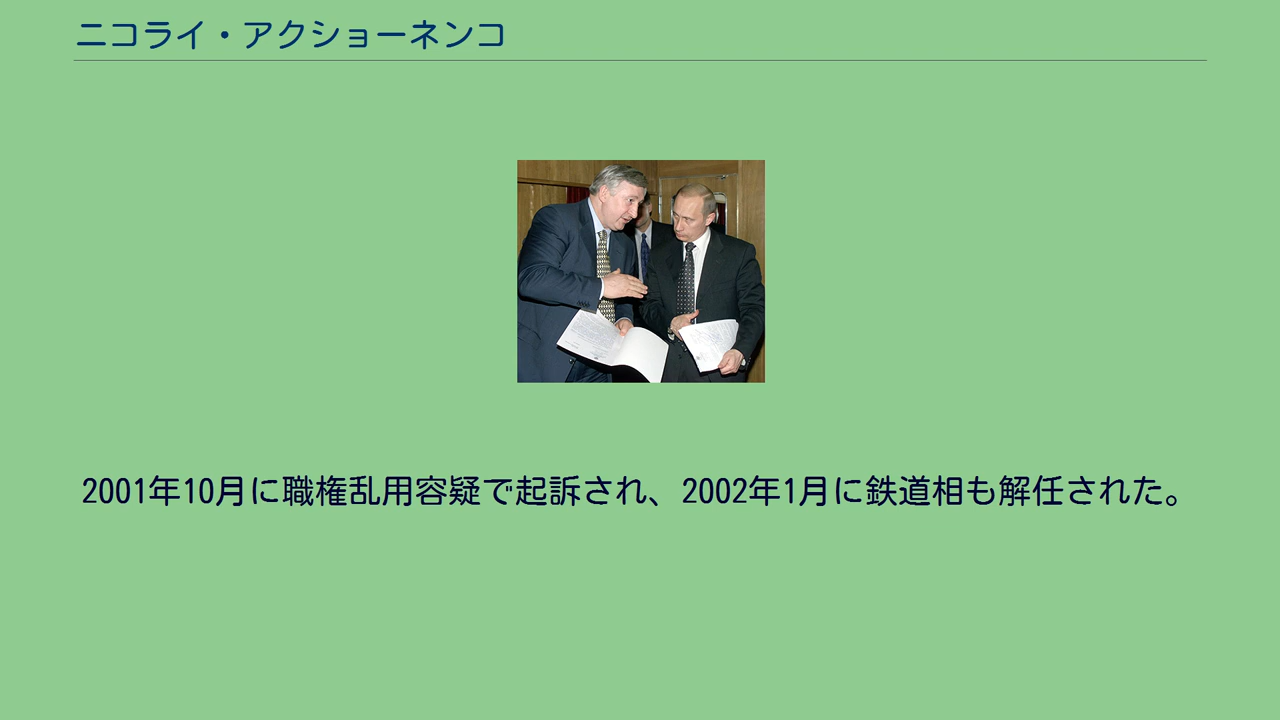 ニコライ・アクショーネンコ
2001年10月に職権乱用容疑で起訴され、2002年1月に鉄道相も解任された。